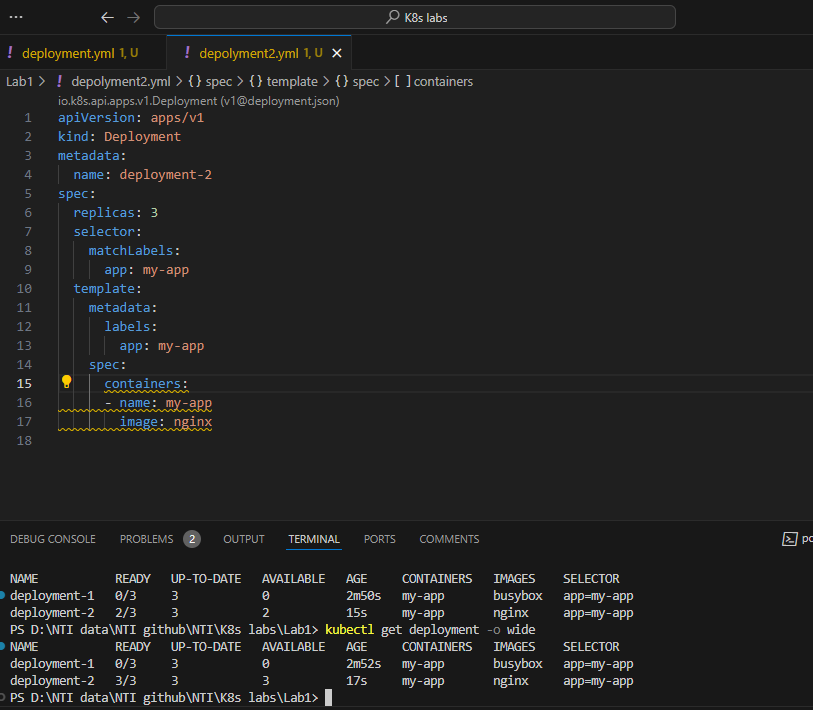 K8s labs
! deployment.yml 1, U ! depolyment2.yml 1, U
Lab1 > ! depolyment2.yml > {} spec > {} template > {} spec > [ ] containers
io.k8s.api.apps.v1.Deployment (v1@deployment.json)
1 apiVersion: apps/v1
2 kind: Deployment
3 metadata:
4 name: deployment-2
5 spec:
6 replicas: 3
7 selector:
8 matchLabels:
9 app: my-app
10 template:
11 metadata:
12 labels:
13 app: my-app
14 spec:
15 containers:
16 - name: my-app
17 image: nginx
18
DEBUG CONSOLE PROBLEMS 2 OUTPUT TERMINAL PORTS COMMENTS
NAME READY UP-TO-DATE AVAILABLE AGE CONTAINERS IMAGES SELECTOR
deployment-1 0/3 3 0 2m50s my-app busybox app=my-app
deployment-2 2/3 3 2 15s my-app nginx app=my-app
PS D:\NTI data\NTI github\NTI\K8s labs\Lab1> kubectl get deployment -o wide
NAME READY UP-TO-DATE AVAILABLE AGE CONTAINERS IMAGES SELECTOR
deployment-1 0/3 3 0 2m52s my-app busybox app=my-app
deployment-2 3/3 3 3 17s my-app nginx app=my-app
PS D:\NTI data\NTI github\NTI\K8s labs\Lab1>